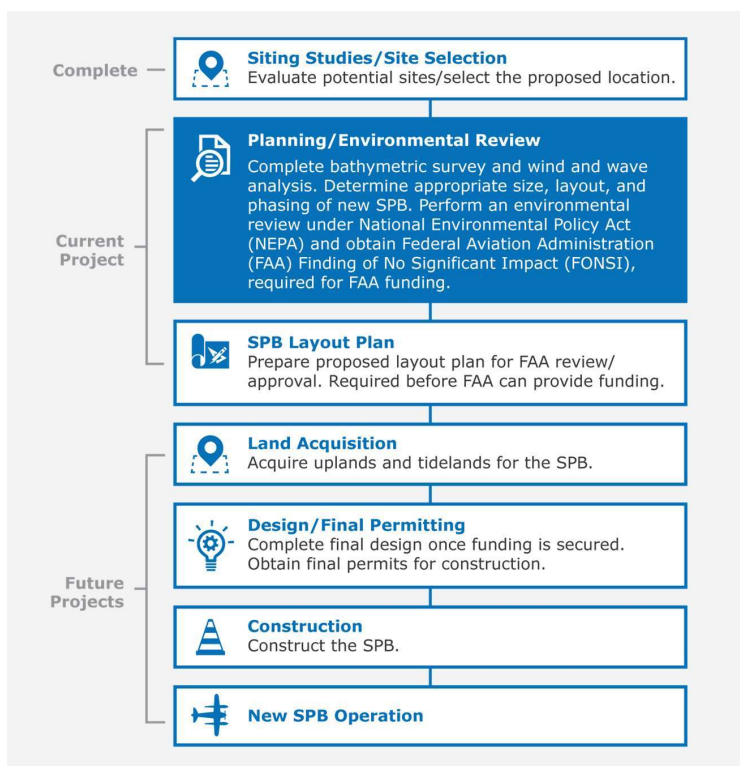 Complete
Siting Studies/Site Selection
Evaluate potential sites/select the proposed location.
Current
Project
Planning/Environmental Review
Complete bathymetric survey and wind and wave
analysis. Determine appropriate size, layout, and
phasing of new SPB. Perform an environmental
review under National Environmental Policy Act
(NEPA) and obtain Federal Aviation Administration
(FAA) Finding of No Significant Impact (FONSI),
required for FAA funding.
SPB Layout Plan
Prepare proposed layout plan for FAA review/
approval. Required before FAA can provide funding.
Future
Projects
Land Acquisition
Acquire uplands and tidelands for the SPB.
Design/Final Permitting
Complete final design once funding is secured.
Obtain final permits for construction.
Construction
Construct the SPB.
New SPB Operation